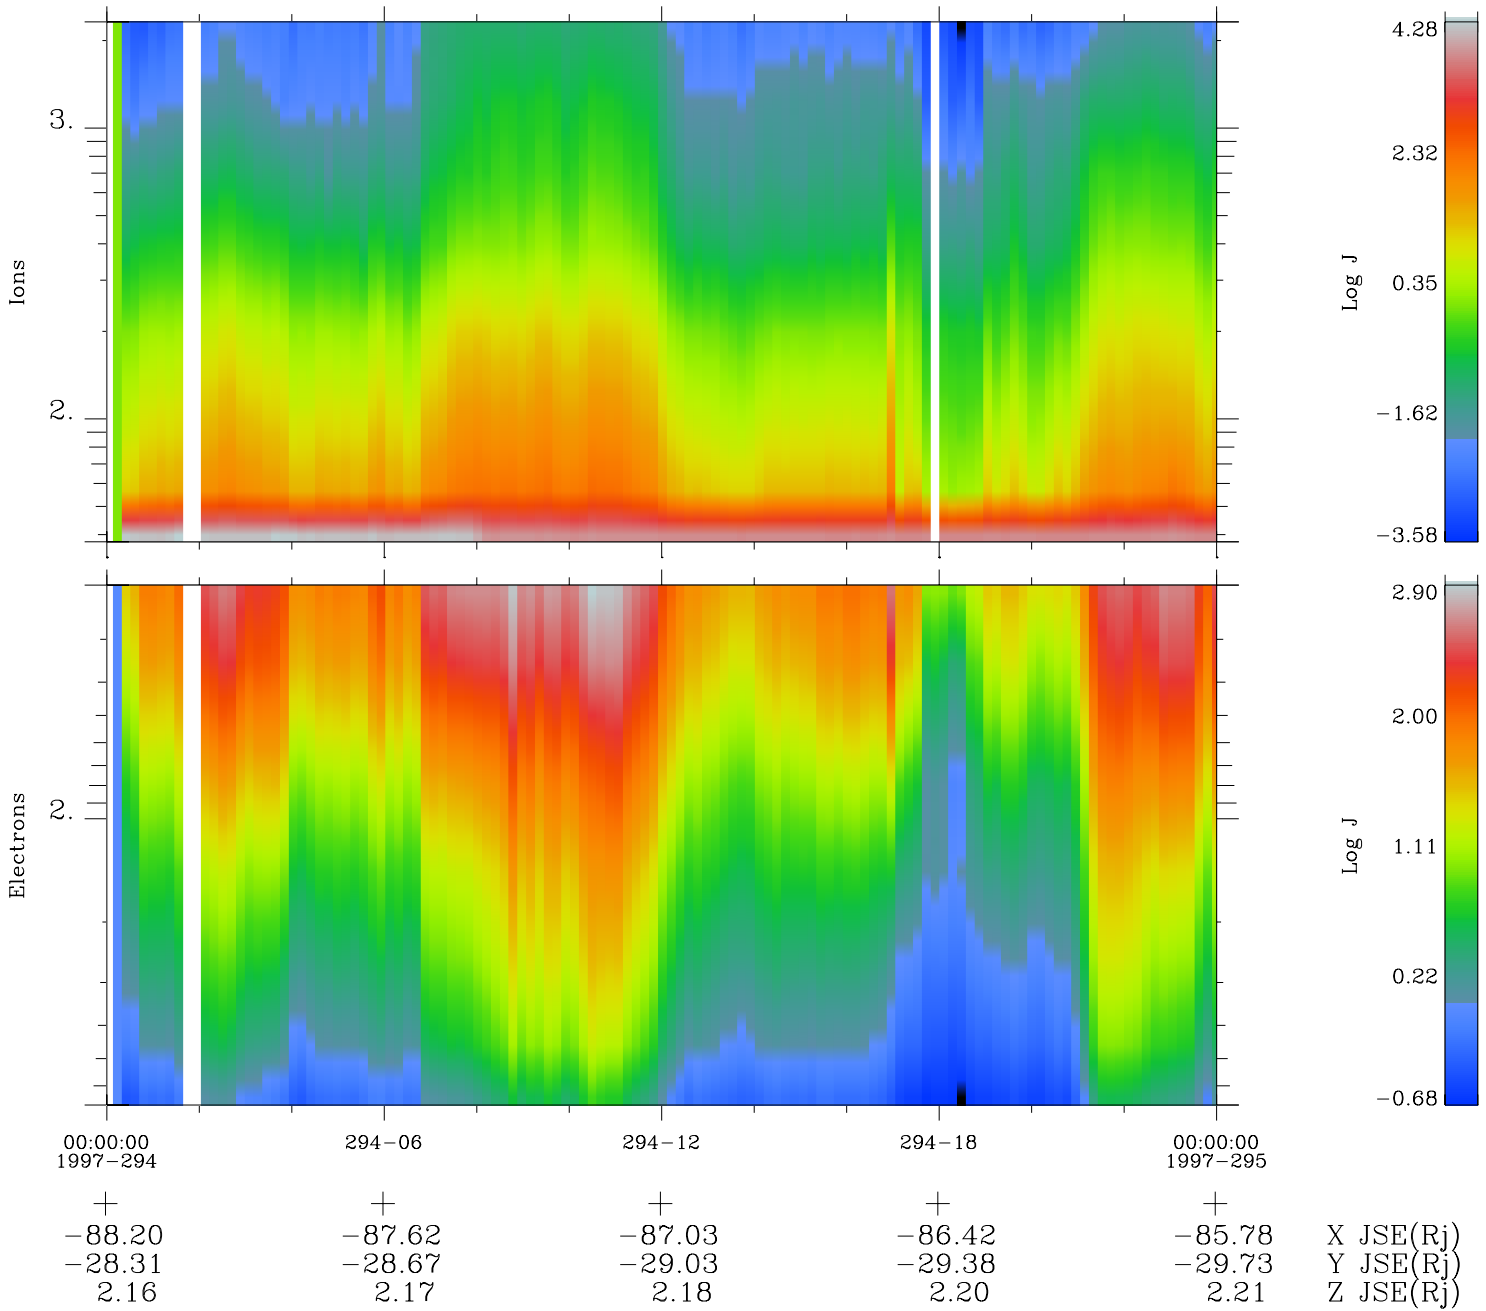 3.
2.
Ions
4.28
2.32
0.35
−1.62
−3.58
Log J
2.
Electrons
2.90
2.00
1.11
0.22
−0.68
Log J
00:00:00 294−06 294−12 294−18 00:00:00
1997−294 1997−295
−88.20 −87.62 −87.03 −86.42 −85.78 X JSE(Rj)
−28.31 −28.67 −29.03 −29.38 −29.73 Y JSE(Rj)
2.16 2.17 2.18 2.20 2.21 Z JSE(Rj)